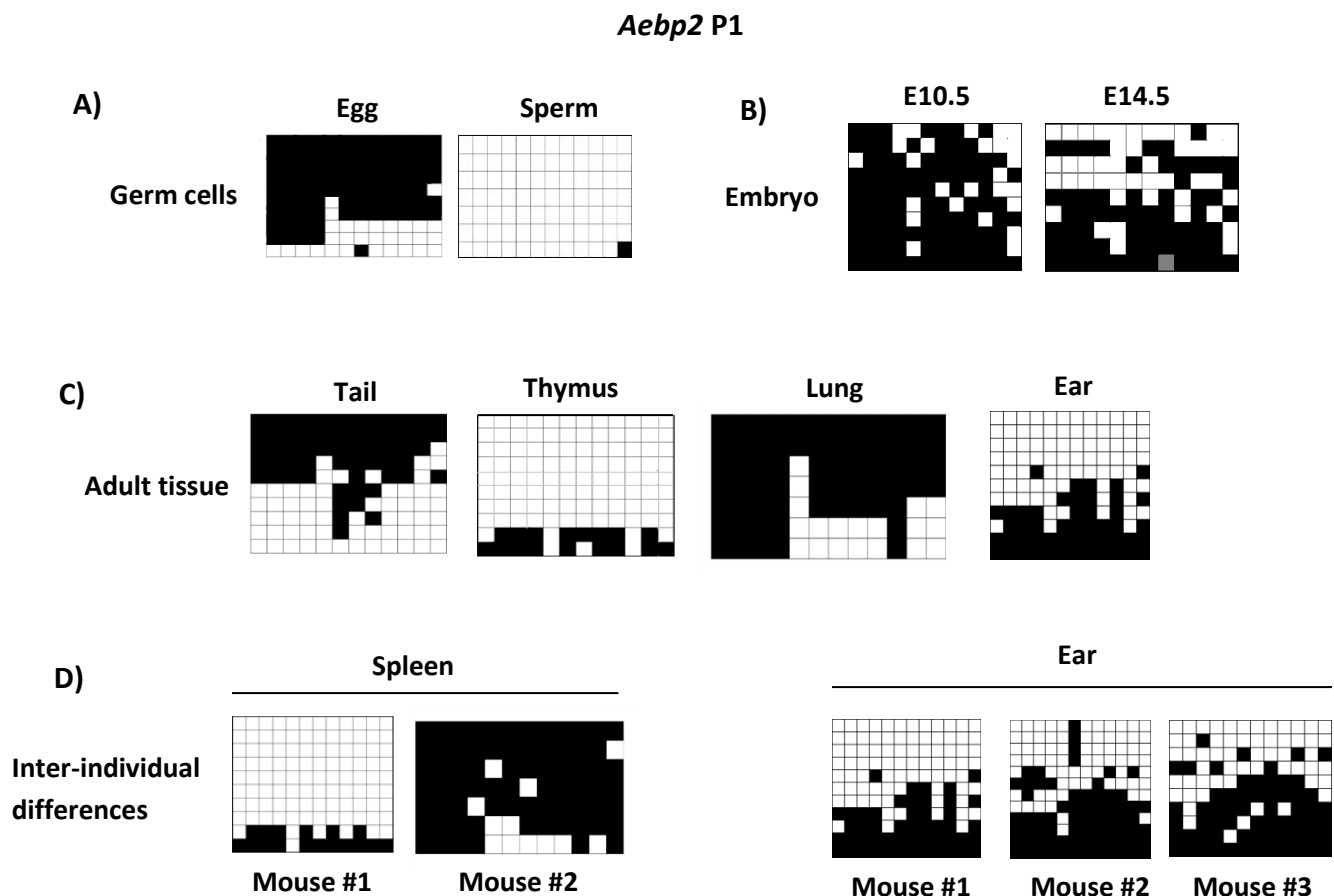 Aebp2 P1
A)
Egg
Sperm
Germ cells
B)
E10.5
E14.5
Embryo
C)
Tail
Thymus
Lung
Ear
Adult tissue
D)
Spleen
Ear
Inter-individual
differences
Mouse #1
Mouse #2
Mouse #1
Mouse #2
Mouse #3